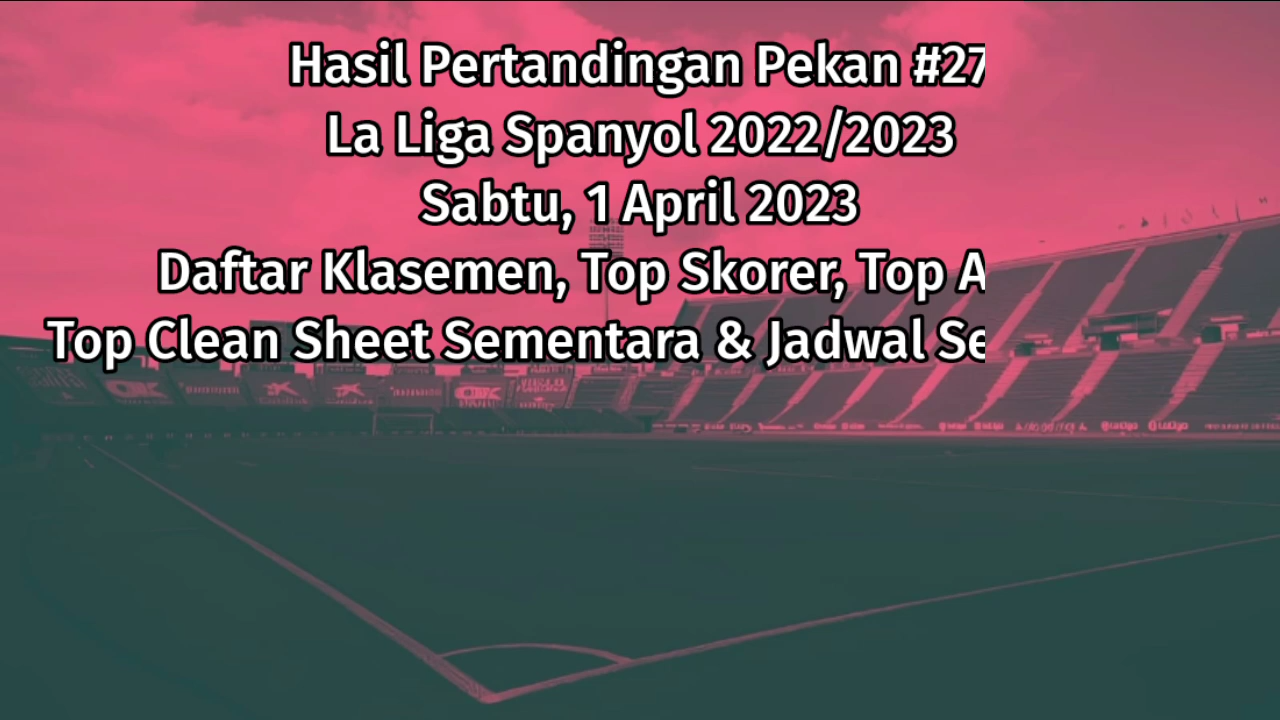 Hasil Pertandingan Pekan #27
La Liga Spanyol 2022/2023
Sabtu, 1 April 2023
Daftar Klasemen, Top Skorer, Top A
Top Clean Sheet Sementara & Jadwal Se